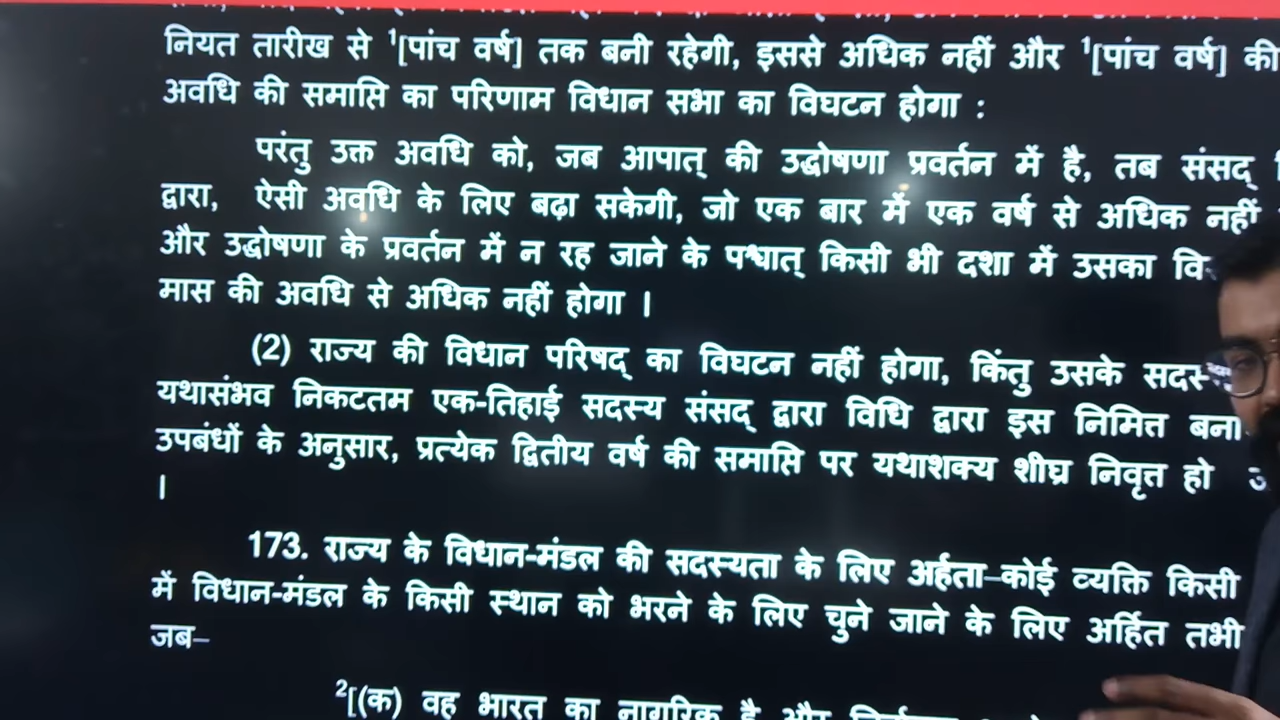 नियत तारीख से ¹[पांच वर्ष] तक बनी रहेगी, इससे अधिक नहीं और ¹[पांच वर्ष] की
अवधि की समाप्ति का परिणाम विधान सभा का विघटन होगा :
परंतु उक्त अवधि को, जब आपात् की उद्घोषणा प्रवर्तन में है, तब संसद्
द्वारा, ऐसी अवधि के लिए बढ़ा सकेगी, जो एक बार में एक वर्ष से अधिक नहीं
और उद्घोषणा के प्रवर्तन में न रह जाने के पश्चात् किसी भी दशा में उसका
मास की अवधि से अधिक नहीं होगा ।
(2) राज्य की विधान परिषद् का विघटन नहीं होगा, किंतु उसके
यथासंभव निकटतम एक-तिहाई सदस्य संसद् द्वारा विधि द्वारा इस निमित्त
उपबंधों के अनुसार, प्रत्येक द्वितीय वर्ष की समाप्ति पर यथाशक्य शीघ्र निवृत्त हो
।
173. राज्य के विधान-मंडल की सदस्यता के लिए अर्हता–कोई व्यक्ति किसी
में विधान-मंडल के किसी स्थान को भरने के लिए चुने जाने के लिए अर्हित तभी
जब–
²[(क) वह भारत का नागरिक है और